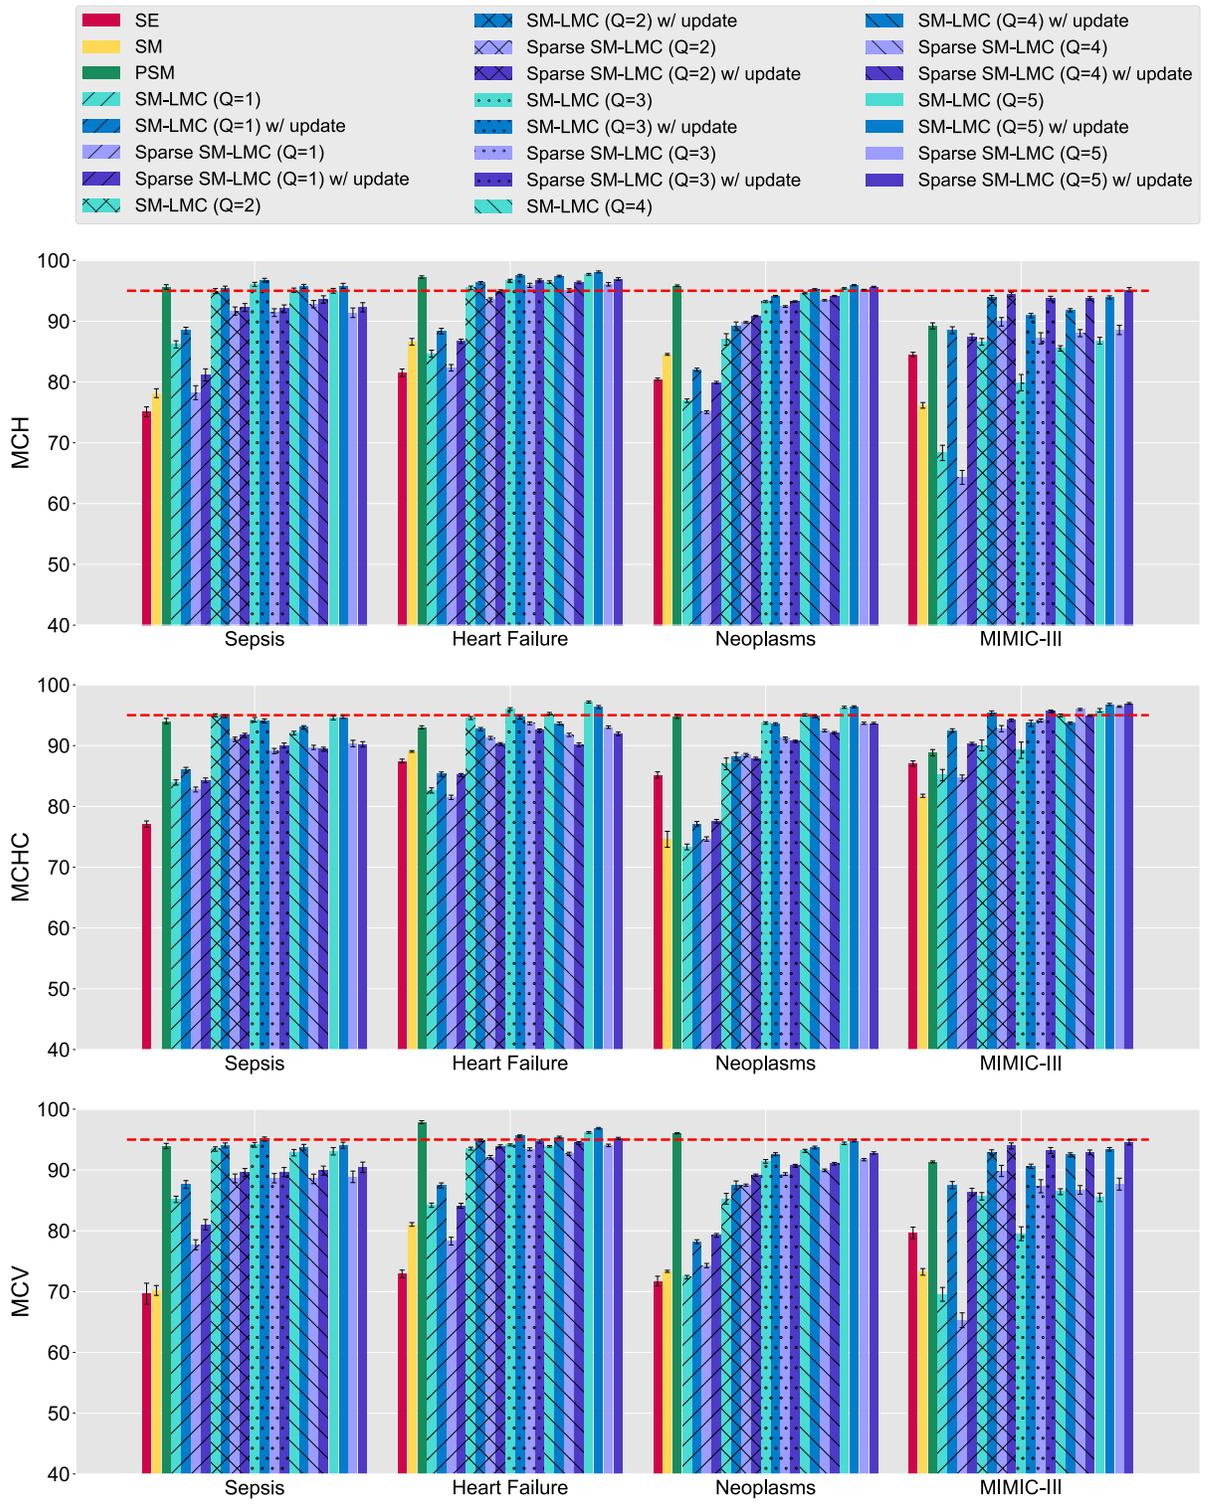 SE
SM
PSM
SM-LMC (Q=1)
SM-LMC (Q=1) w/ update
Sparse SM-LMC (Q=1)
Sparse SM-LMC (Q=1) w/ update
SM-LMC (Q=2)
SM-LMC (Q=2) w/ update
Sparse SM-LMC (Q=2)
Sparse SM-LMC (Q=2) w/ update
SM-LMC (Q=3)
SM-LMC (Q=3) w/ update
Sparse SM-LMC (Q=3)
Sparse SM-LMC (Q=3) w/ update
SM-LMC (Q=4)
SM-LMC (Q=4) w/ update
Sparse SM-LMC (Q=4)
Sparse SM-LMC (Q=4) w/ update
SM-LMC (Q=5)
SM-LMC (Q=5) w/ update
Sparse SM-LMC (Q=5)
Sparse SM-LMC (Q=5) w/ update
MCH
100
90
80
70
60
50
40
Sepsis Heart Failure Neoplasms MIMIC-III
MCHC
100
90
80
70
60
50
40
Sepsis Heart Failure Neoplasms MIMIC-III
MCV
100
90
80
70
60
50
40
Sepsis Heart Failure Neoplasms MIMIC-III